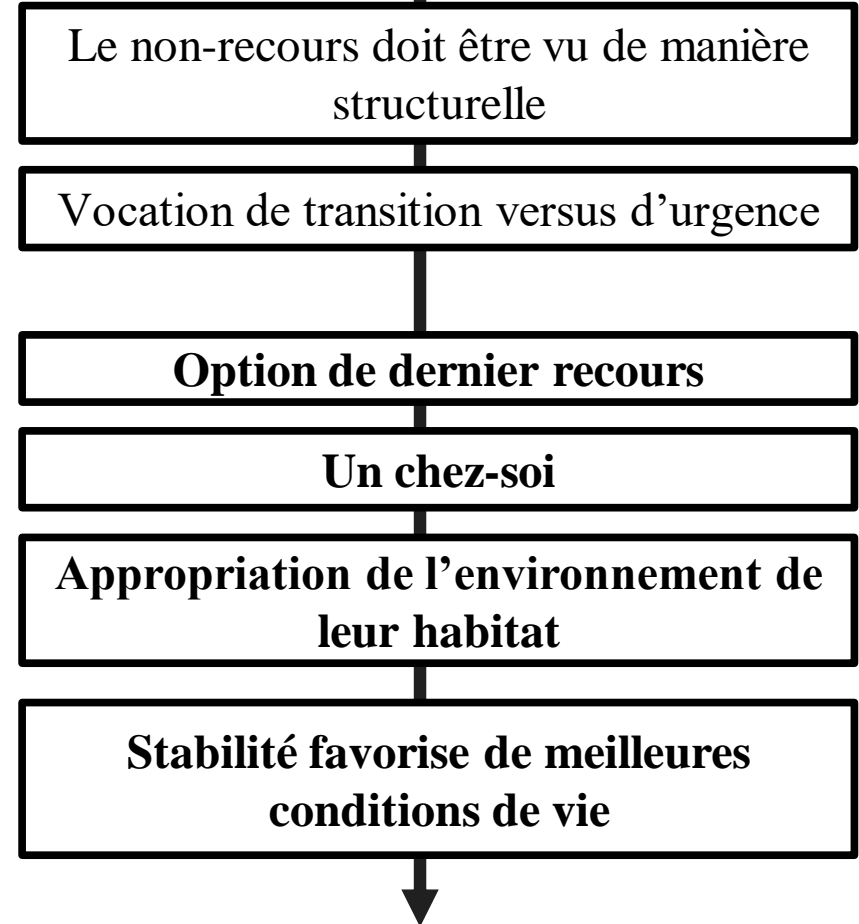 Le non-recours doit être vu de manière
structurelle
Vocation de transition versus d’urgence
Option de dernier recours
Un chez-soi
Appropriation de l’environnement de
leur habitat
Stabilité favorise de meilleures
conditions de vie